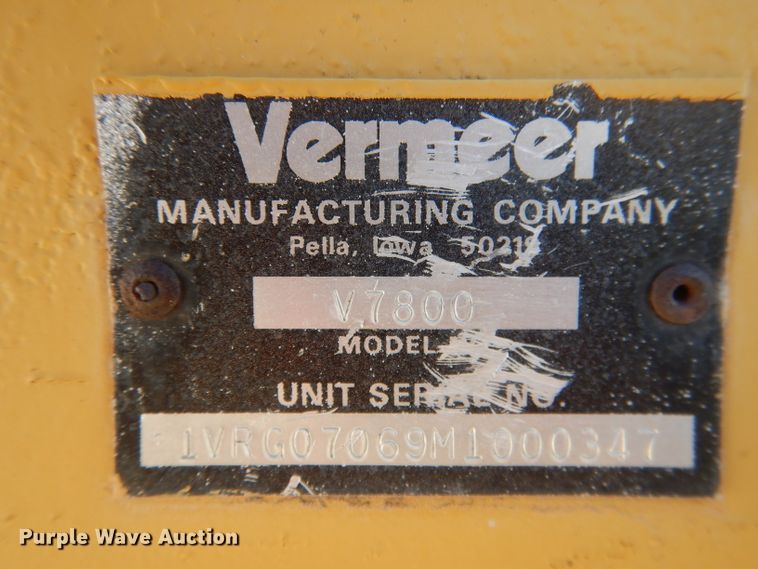 Vermeer
MANUFACTURING COMPANY
Pella, Iowa 50219
V7800
MODEL
UNIT SERIAL NO.
1VRG07069M1000347
Purple Wave Auction